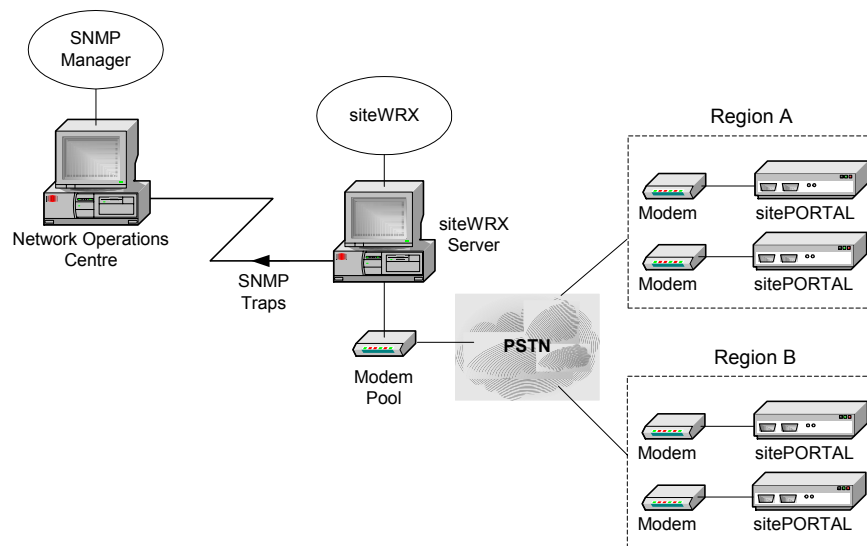 SNMP
Manager
Network Operations
Centre
SNMP
Traps
siteWRX
siteWRX
Server
Modem
Pool
PSTN
Region A
Modem
sitePORTAL
Modem
sitePORTAL
Region B
Modem
sitePORTAL
Modem
sitePORTAL